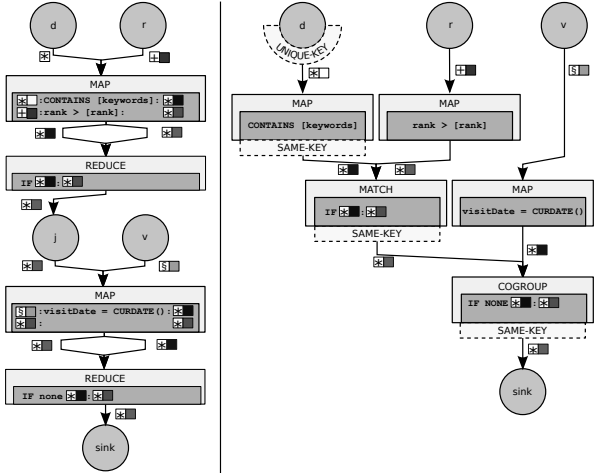 d r
* +
MAP
* :CONTAINS [keywords]: *
+ :rank > [rank]: *
* *
REDUCE
IF * : *
*
j v
* §
MAP
§ :visitDate = CURDATE(): *
* : *
* *
REDUCE
IF none * : *
*
sink
d r v
UNIQUE-KEY
* + §
MAP MAP
CONTAINS [keywords] rank > [rank]
SAME-KEY
* *
MATCH MAP
IF * : * visitDate = CURDATE()
SAME-KEY
* *
COGROUP
IF NONE * : *
SAME-KEY
*
sink